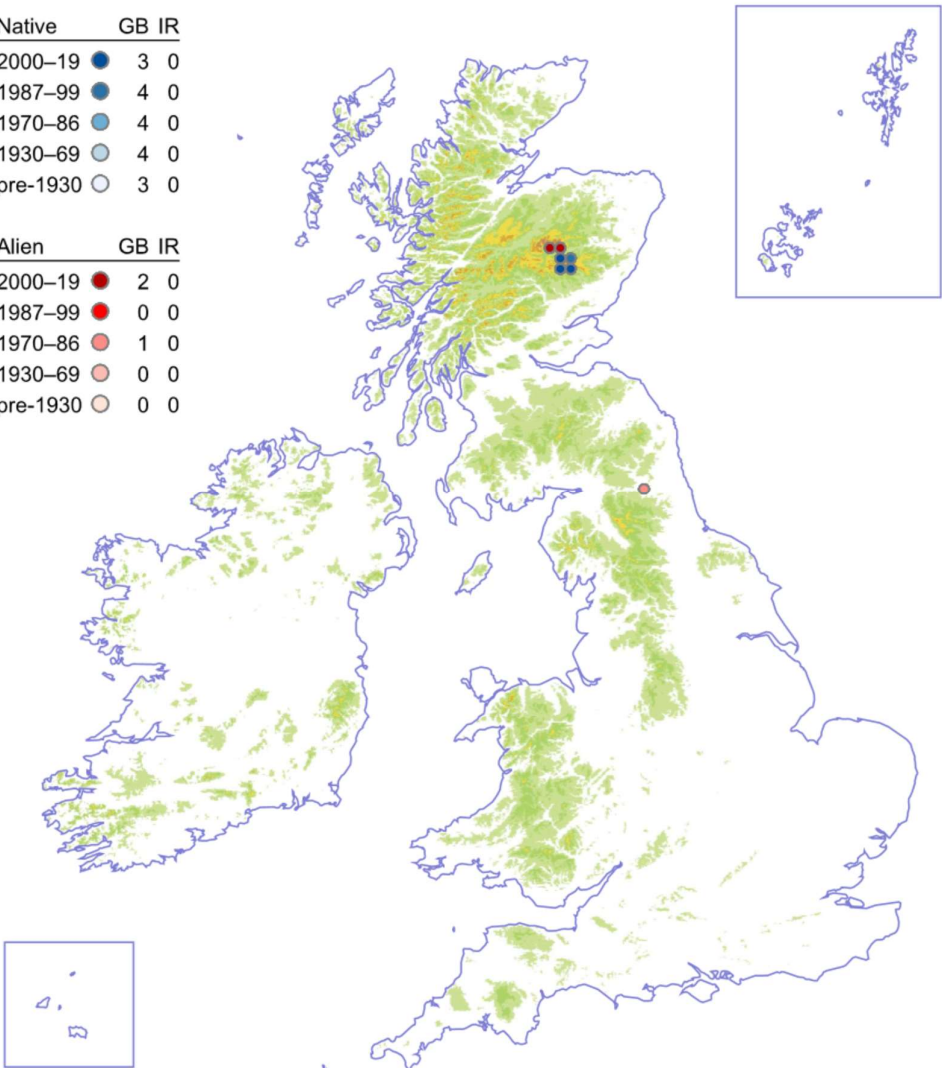 Native GB IR
2000–19 3 0
1987–99 4 0
1970–86 4 0
1930–69 4 0
pre-1930 3 0
Alien GB IR
2000–19 2 0
1987–99 0 0
1970–86 1 0
1930–69 0 0
pre-1930 0 0